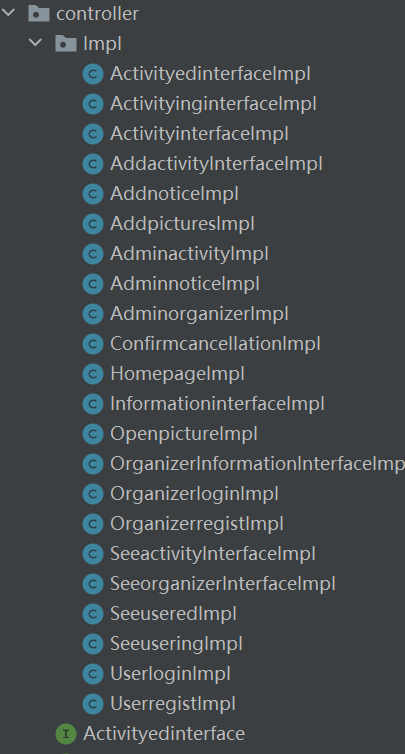 controller
Impl
ActivityedinterfaceImpl
ActivityinginterfaceImpl
ActivityinterfaceImpl
AddactivityInterfaceImpl
AddnoticeImpl
AddpicturesImpl
AdminactivityImpl
AdminnoticeImpl
AdminorganizerImpl
ConfirmcancellationImpl
HomepageImpl
InformationinterfaceImpl
OpenpictureImpl
OrganizerInformationInterfaceImp
OrganizerloginImpl
OrganizerregistImpl
SeeactivityInterfaceImpl
SeeorganizerInterfaceImpl
SeeuseredImpl
SeeuseringImpl
UserloginImpl
UserregistImpl
Activityedinterface